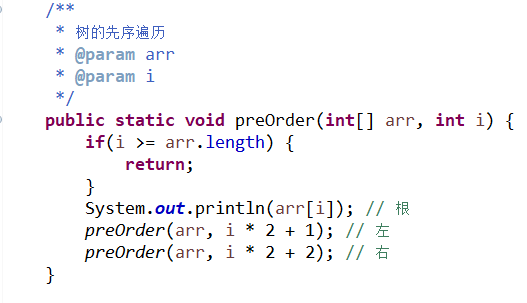 /**
 * 树的先序遍历
 * @param arr
 * @param i
 */
public static void preOrder(int[] arr, int i) {
    if(i >= arr.length) {
        return;
    }
    System.out.println(arr[i]); // 根
    preOrder(arr, i * 2 + 1); // 左
    preOrder(arr, i * 2 + 2); // 右
}